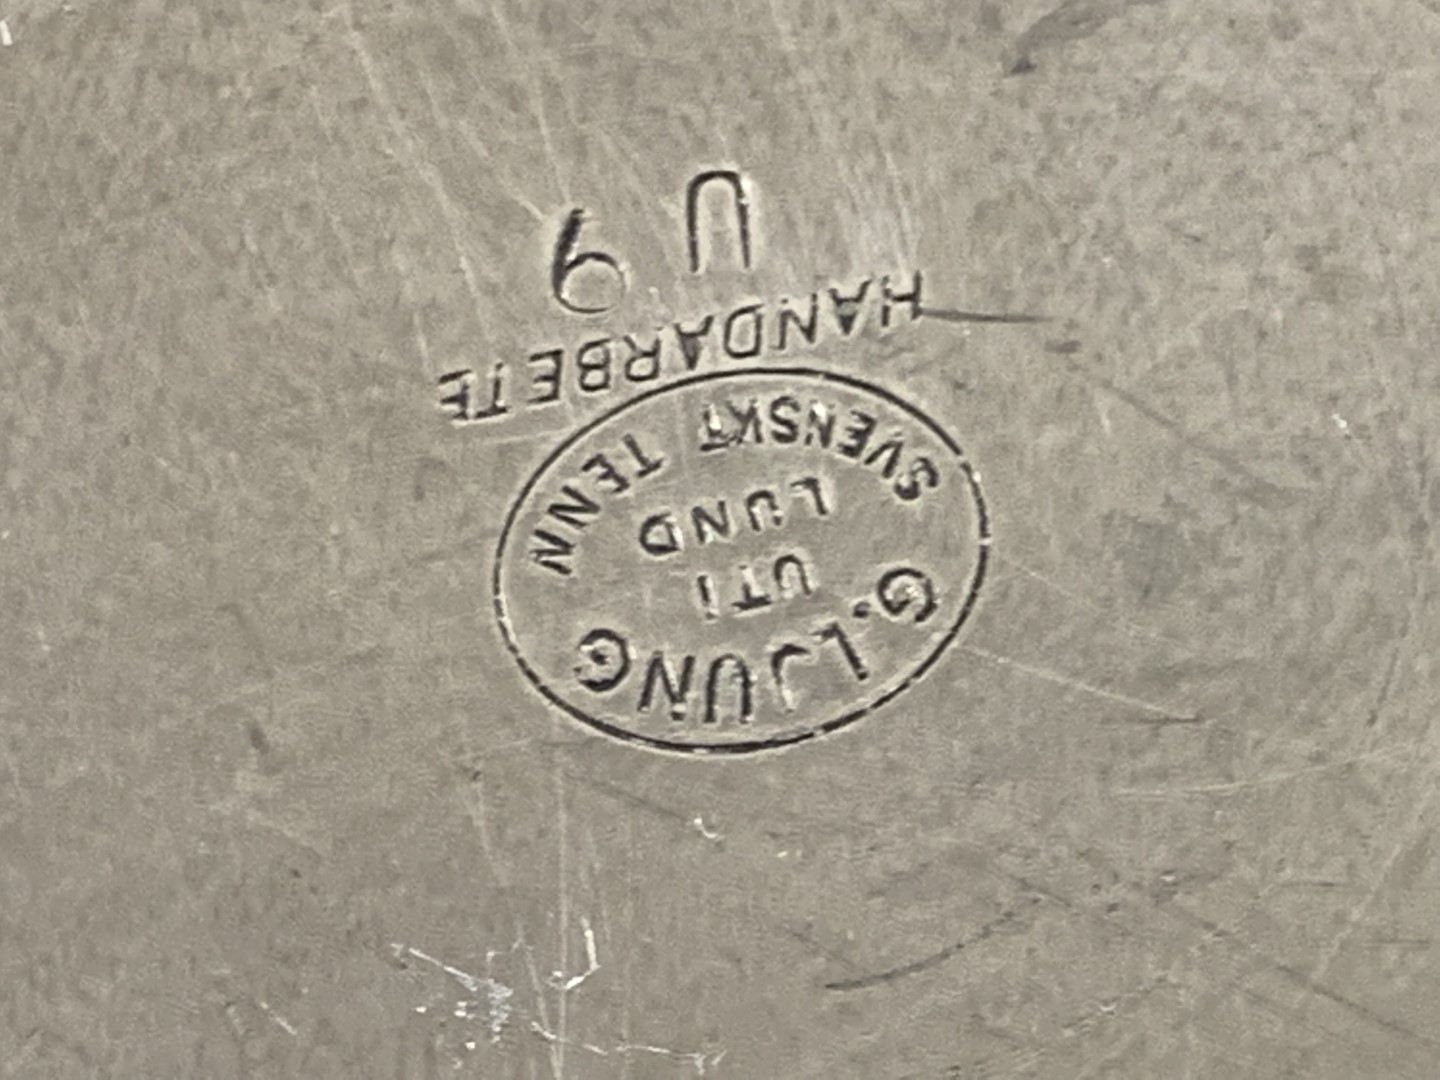 G. LJUNG
UTI
LUND
SVENSKT TENN
HANDARBETE
U 9